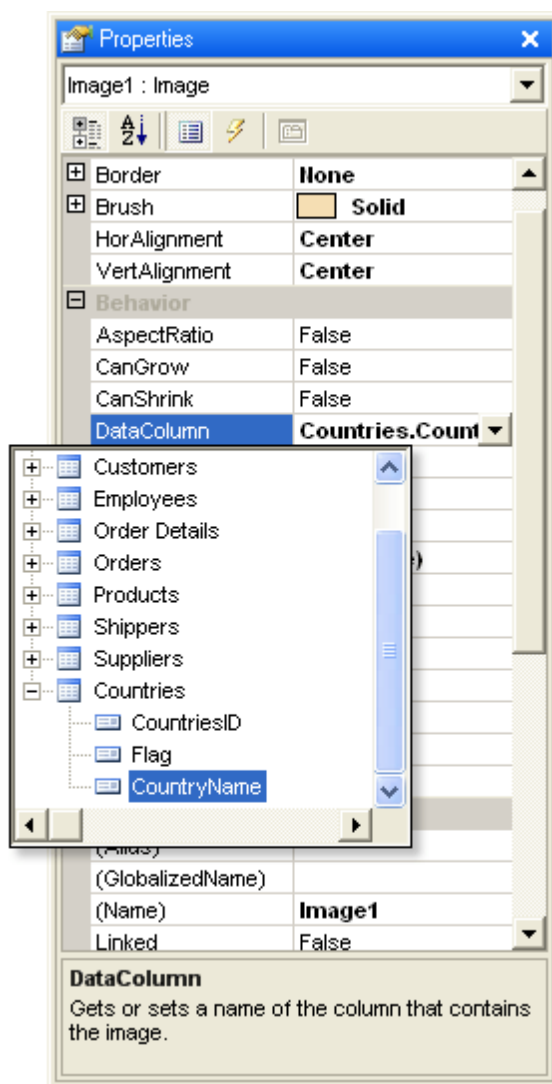 Properties
Image1 : Image
Border None
Brush Solid
HorAlignment Center
VertAlignment Center
Behavior
AspectRatio False
CanGrow False
CanShrink False
DataColumn Countries.Count
Customers
Employees
Order Details
Orders
Products
Shippers
Suppliers
Countries
CountriesID
Flag
CountryName
(Alias)
(GlobalizedName)
(Name) Image1
Linked False
DataColumn
Gets or sets a name of the column that contains
the image.